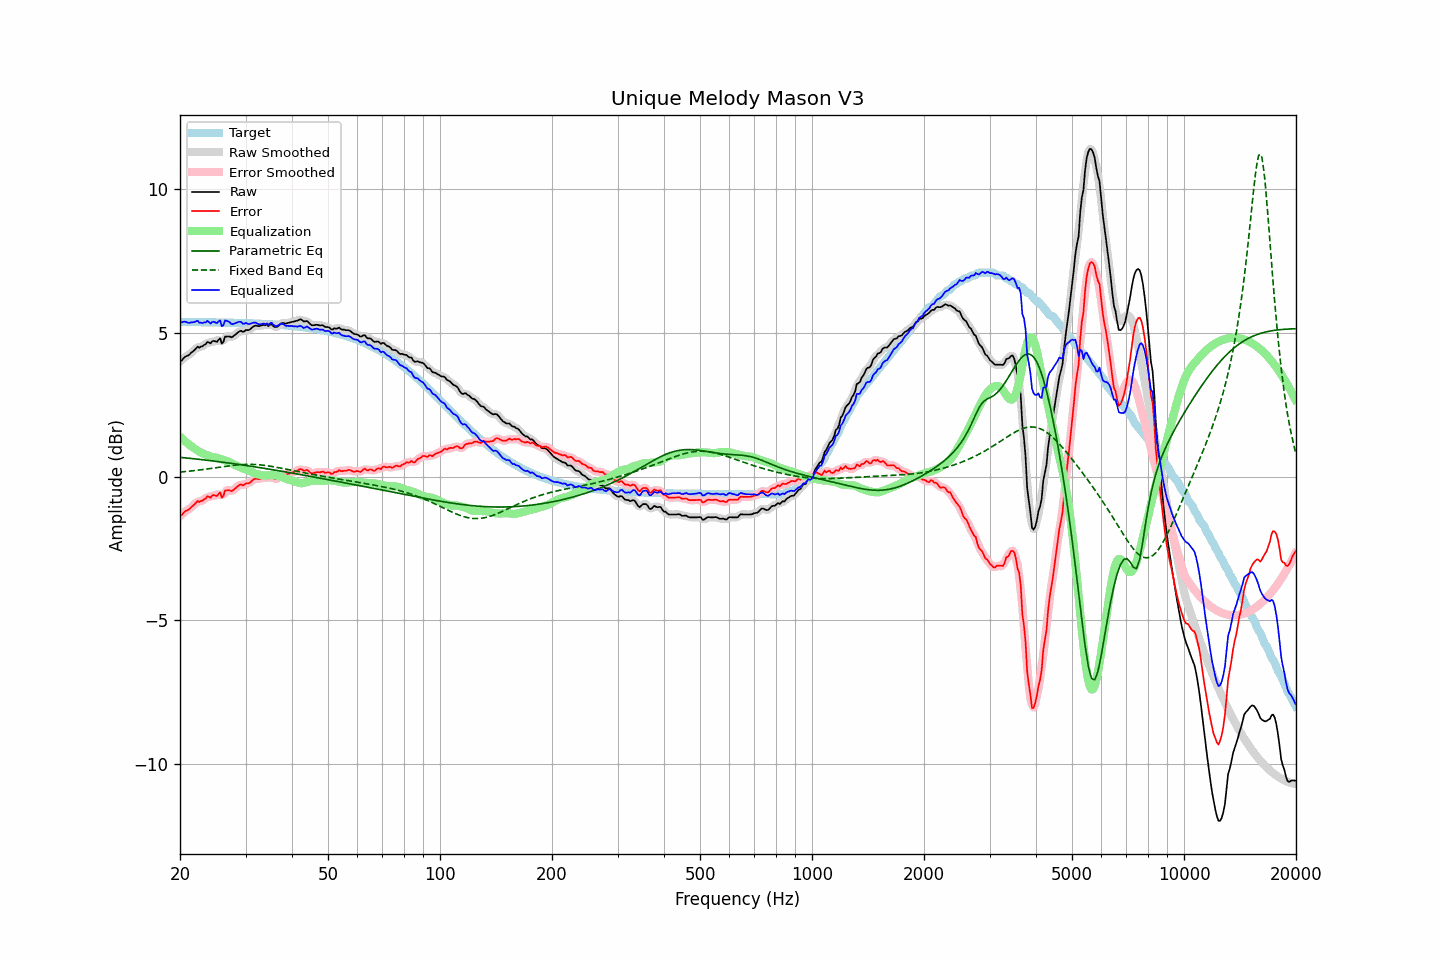 Unique Melody Mason V3
Target
Raw Smoothed
Error Smoothed
Raw
Error
Equalization
Parametric Eq
Fixed Band Eq
Equalized
10
5
0
−5
−10
Amplitude (dBr)
20
50
100
200
500
1000
2000
5000
10000
20000
Frequency (Hz)